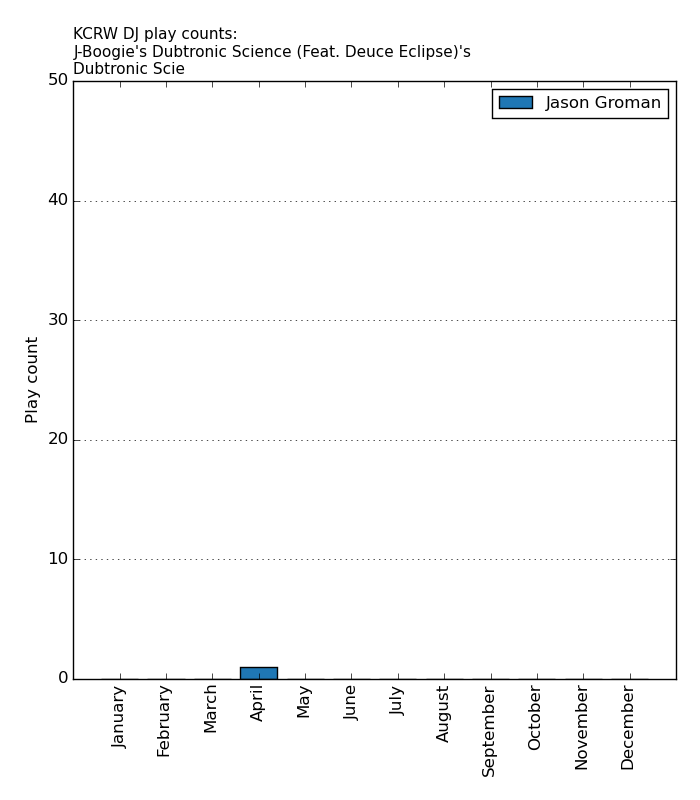 KCRW DJ play counts:
J-Boogie's Dubtronic Science (Feat. Deuce Eclipse)'s
Dubtronic Scie
Jason Groman
Play count
50
40
30
20
10
0
January
February
March
April
May
June
July
August
September
October
November
December